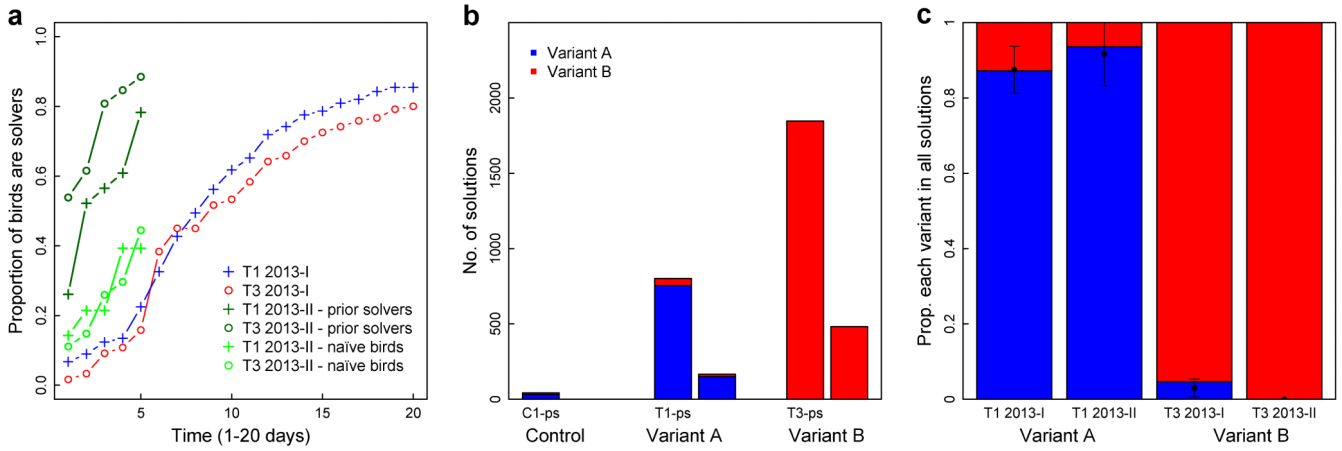 a
Proportion of birds are solvers
1.0
0.8
0.6
0.4
0.2
0.0
T1 2013-I
T3 2013-I
T1 2013-II - prior solvers
T3 2013-II - prior solvers
T1 2013-II - naïve birds
T3 2013-II - naïve birds
5
10
15
20
Time (1-20 days)
b
No. of solutions
2000
1500
1000
500
0
Variant A
Variant B
C1-ps
T1-ps
T3-ps
Control
Variant A
Variant B
c
Prop. each variant in all solutions
1
0.8
0.6
0.4
0.2
0
T1 2013-I
T1 2013-II
T3 2013-I
T3 2013-II
Variant A
Variant B